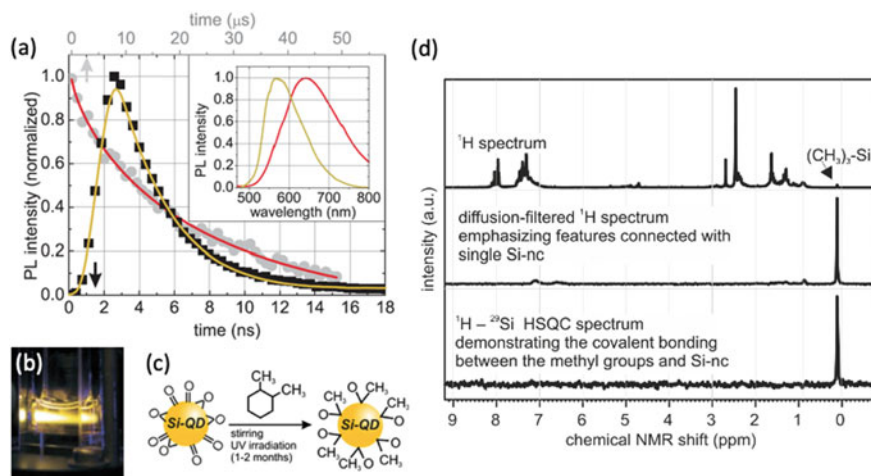 (a)
time (μs)
0 10 20 30 40 50
PL intensity (normalized)
1.0
0.8
0.6
0.4
0.2
0.0
0 2 4 6 8 10 12 14 16 18
time (ns)
PL intensity
1.0
0.8
0.6
0.4
0.2
0.0
500 600 700 800
wavelength (nm)
(b)
(c)
O O O O O O O O
Si-QD
CH₃
CH₃
stirring
UV irradiation
(1-2 months)
CH₃ O CH₃
O CH₃
Si-QD
O O
CH₃ CH₃ O
(d)
¹H spectrum
(CH₃)₃-Si
diffusion-filtered ¹H spectrum
emphasizing features connected with
single Si-nc
¹H – ²⁹Si HSQC spectrum
demonstrating the covalent bonding
between the methyl groups and Si-nc
intensity (a.u.)
9 8 7 6 5 4 3 2 1 0
chemical NMR shift (ppm)